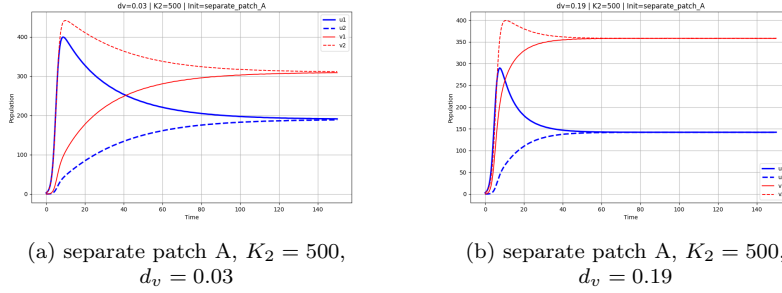 dv=0.03 | K2=500 | Init=separate_patch_A
Population
400
300
200
100
0
0 20 40 60 80 100 120 140
Time
u1
u2
v1
v2
(a) separate patch A, K₂ = 500,
d_v = 0.03
dv=0.19 | K2=500 | Init=separate_patch_A
Population
400
350
300
250
200
150
100
50
0
0 20 40 60 80 100 120 140
Time
u
u
v
v
(b) separate patch A, K₂ = 500,
d_v = 0.19